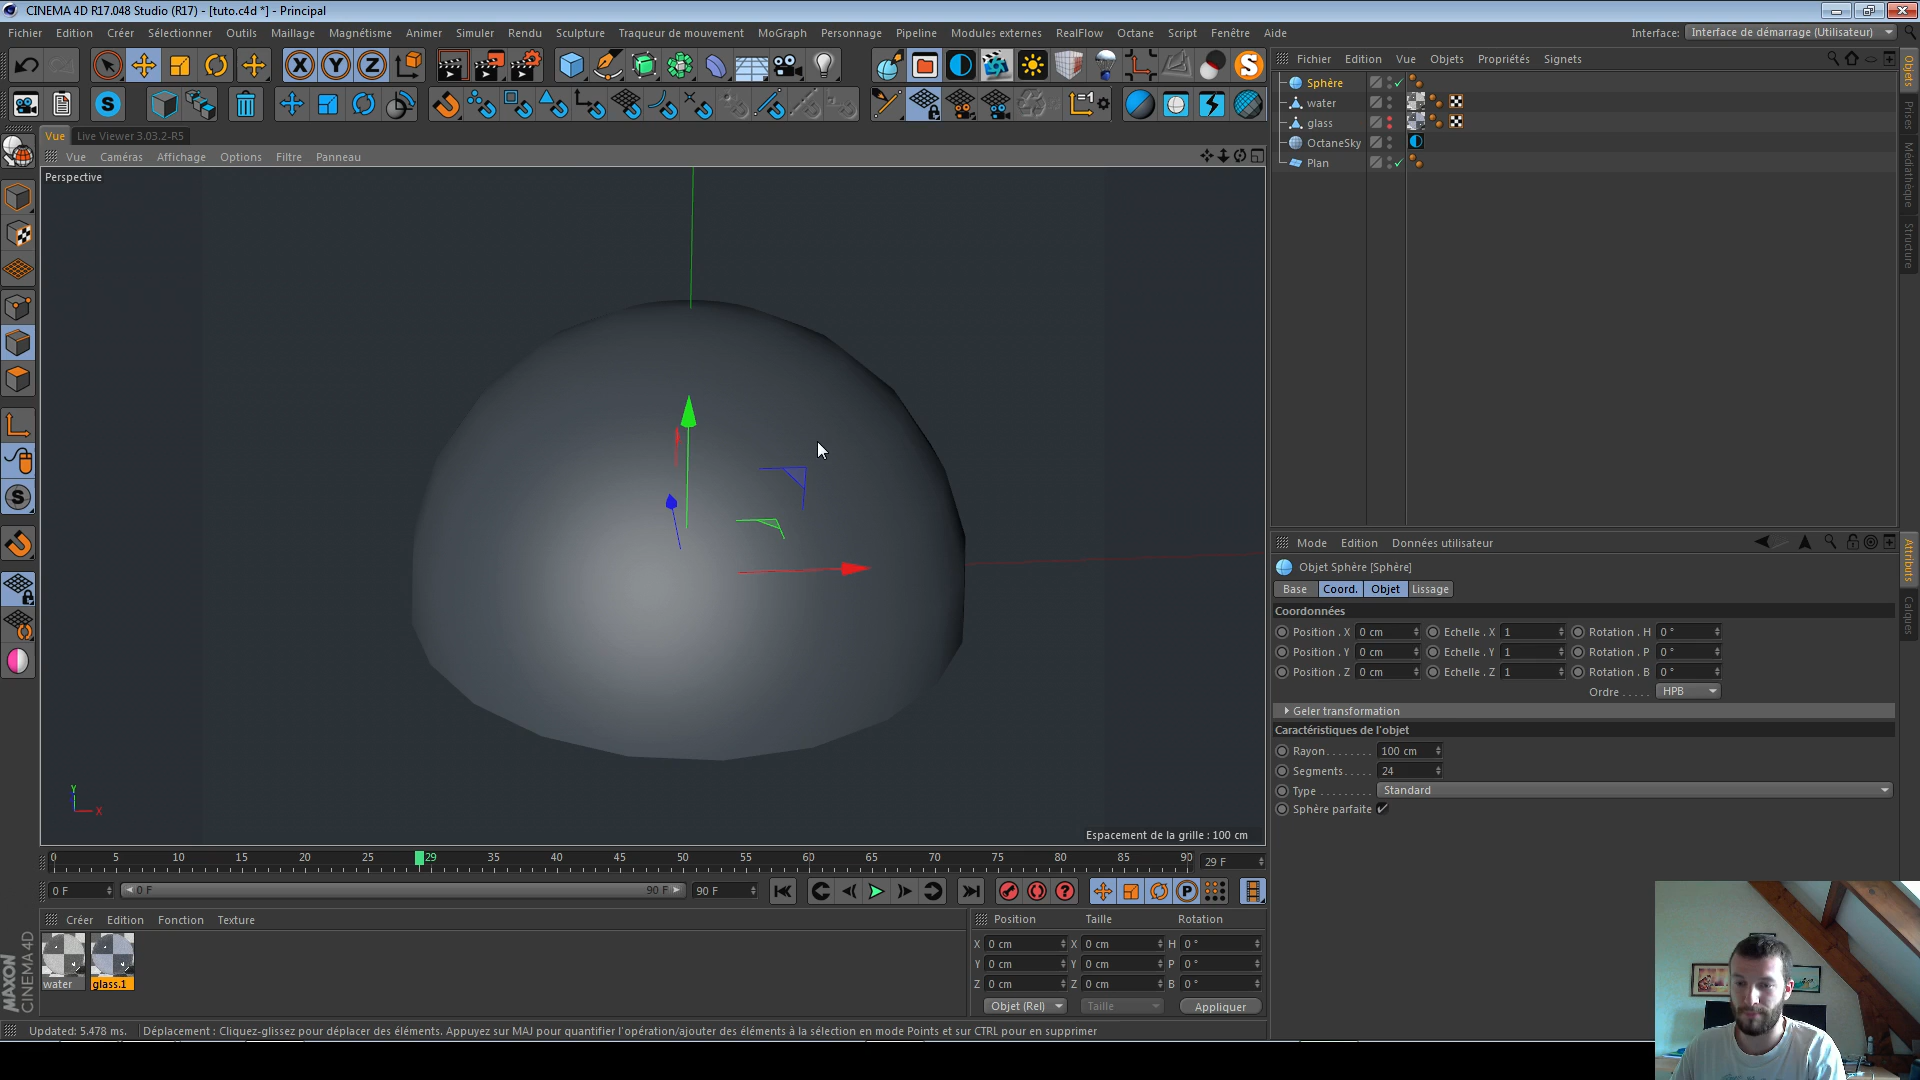 CINEMA 4D R17.048 Studio (R17) - [tuto.c4d *] - Principal
Fichier Edition Créer Sélectionner Outils Maillage Magnétisme Animer Simuler Rendu Sculpture Traqueur de mouvement MoGraph Personnage Pipeline Modules externes RealFlow Octane Script Fenêtre Aide
Interface: Interface de démarrage (Utilisateur)
Vue Live Viewer 3.03.2-R5
Vue Caméras Affichage Options Filtre Panneau
Perspective
Y
X
Espacement de la grille : 100 cm
0 5 10 15 20 25 29 35 40 45 50 55 60 65 70 75 80 85 90
29 F
0 F
0 F
90 F
90 F
Créer Edition Fonction Texture
water
glass.1
MAXON
CINEMA 4D
Position Taille Rotation
X 0 cm X 0 cm H 0 °
Y 0 cm Y 0 cm P 0 °
Z 0 cm Z 0 cm B 0 °
Objet (Rel) Taille Appliquer
Updated: 5.478 ms. Déplacement : Cliquez-glissez pour déplacer des éléments. Appuyez sur MAJ pour quantifier l'opération/ajouter des éléments à la sélection en mode Points et sur CTRL pour en supprimer
Fichier Edition Vue Objets Propriétés Signets
Sphère
water
glass
OctaneSky
Plan
Objets
Prises
Médiathèque
Structure
Mode Edition Données utilisateur
Objet Sphère [Sphère]
Base Coord. Objet Lissage
Coordonnées
Position . X 0 cm Echelle . X 1 Rotation . H 0 °
Position . Y 0 cm Echelle . Y 1 Rotation . P 0 °
Position . Z 0 cm Echelle . Z 1 Rotation . B 0 °
Ordre . . . . . HPB
Geler transformation
Caractéristiques de l'objet
Rayon. . . . . . . . 100 cm
Segments. . . . . 24
Type . . . . . . . . . Standard
Sphère parfaite
Attributs
Calques